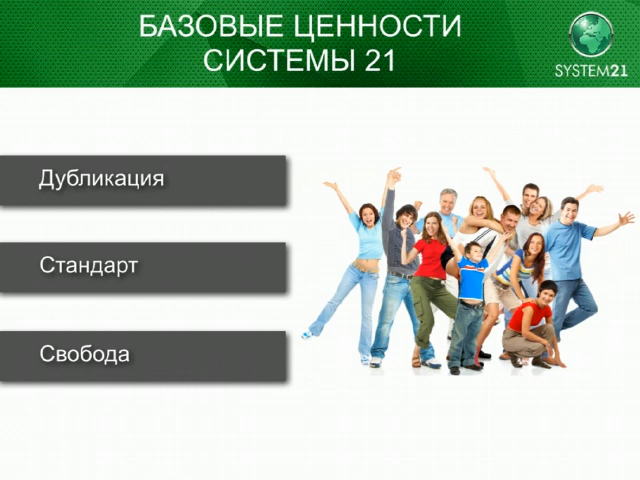 БАЗОВЫЕ ЦЕННОСТИ
СИСТЕМЫ 21
SYSTEM21
Дубликация
Стандарт
Свобода